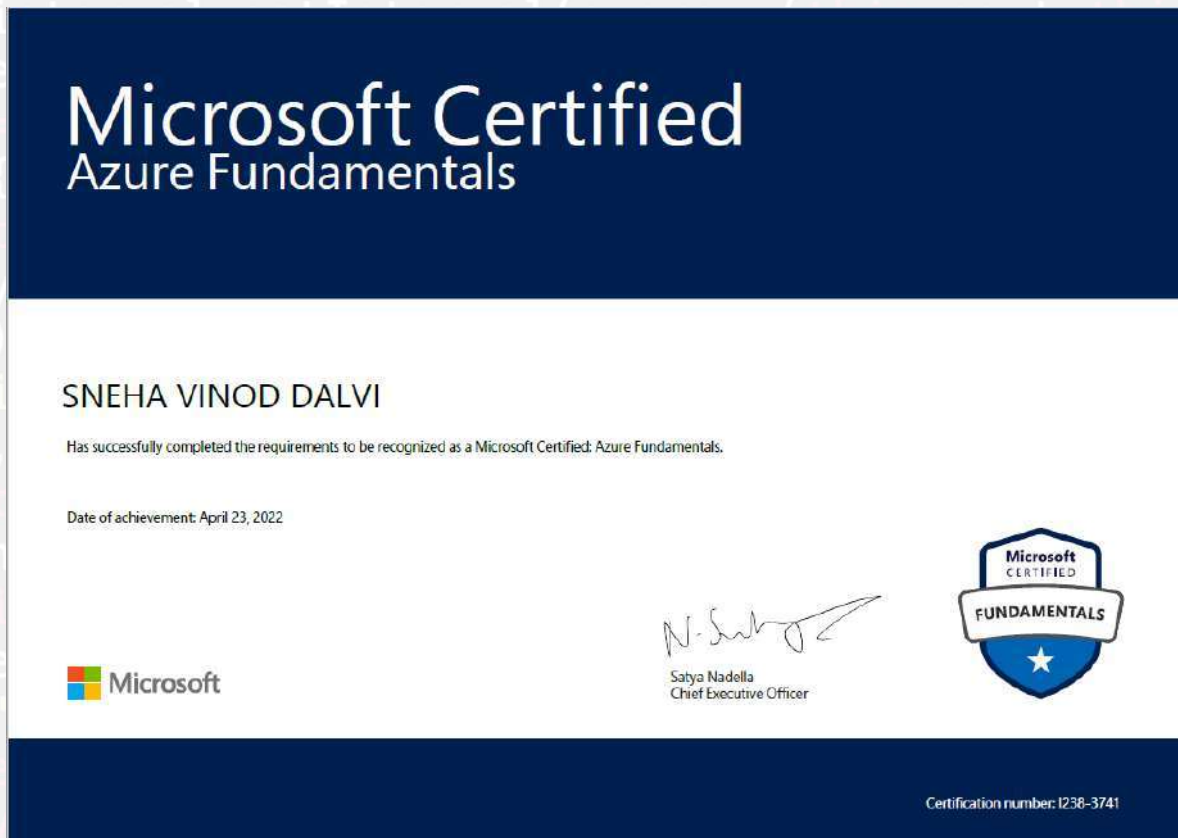 Microsoft Certified
Azure Fundamentals
SNEHA VINOD DALVI
Has successfully completed the requirements to be recognized as a Microsoft Certified: Azure Fundamentals.
Date of achievement: April 23, 2022
Microsoft
CERTIFIED
FUNDAMENTALS
N. Satya
Microsoft
Satya Nadella
Chief Executive Officer
Certification number: I238-3741